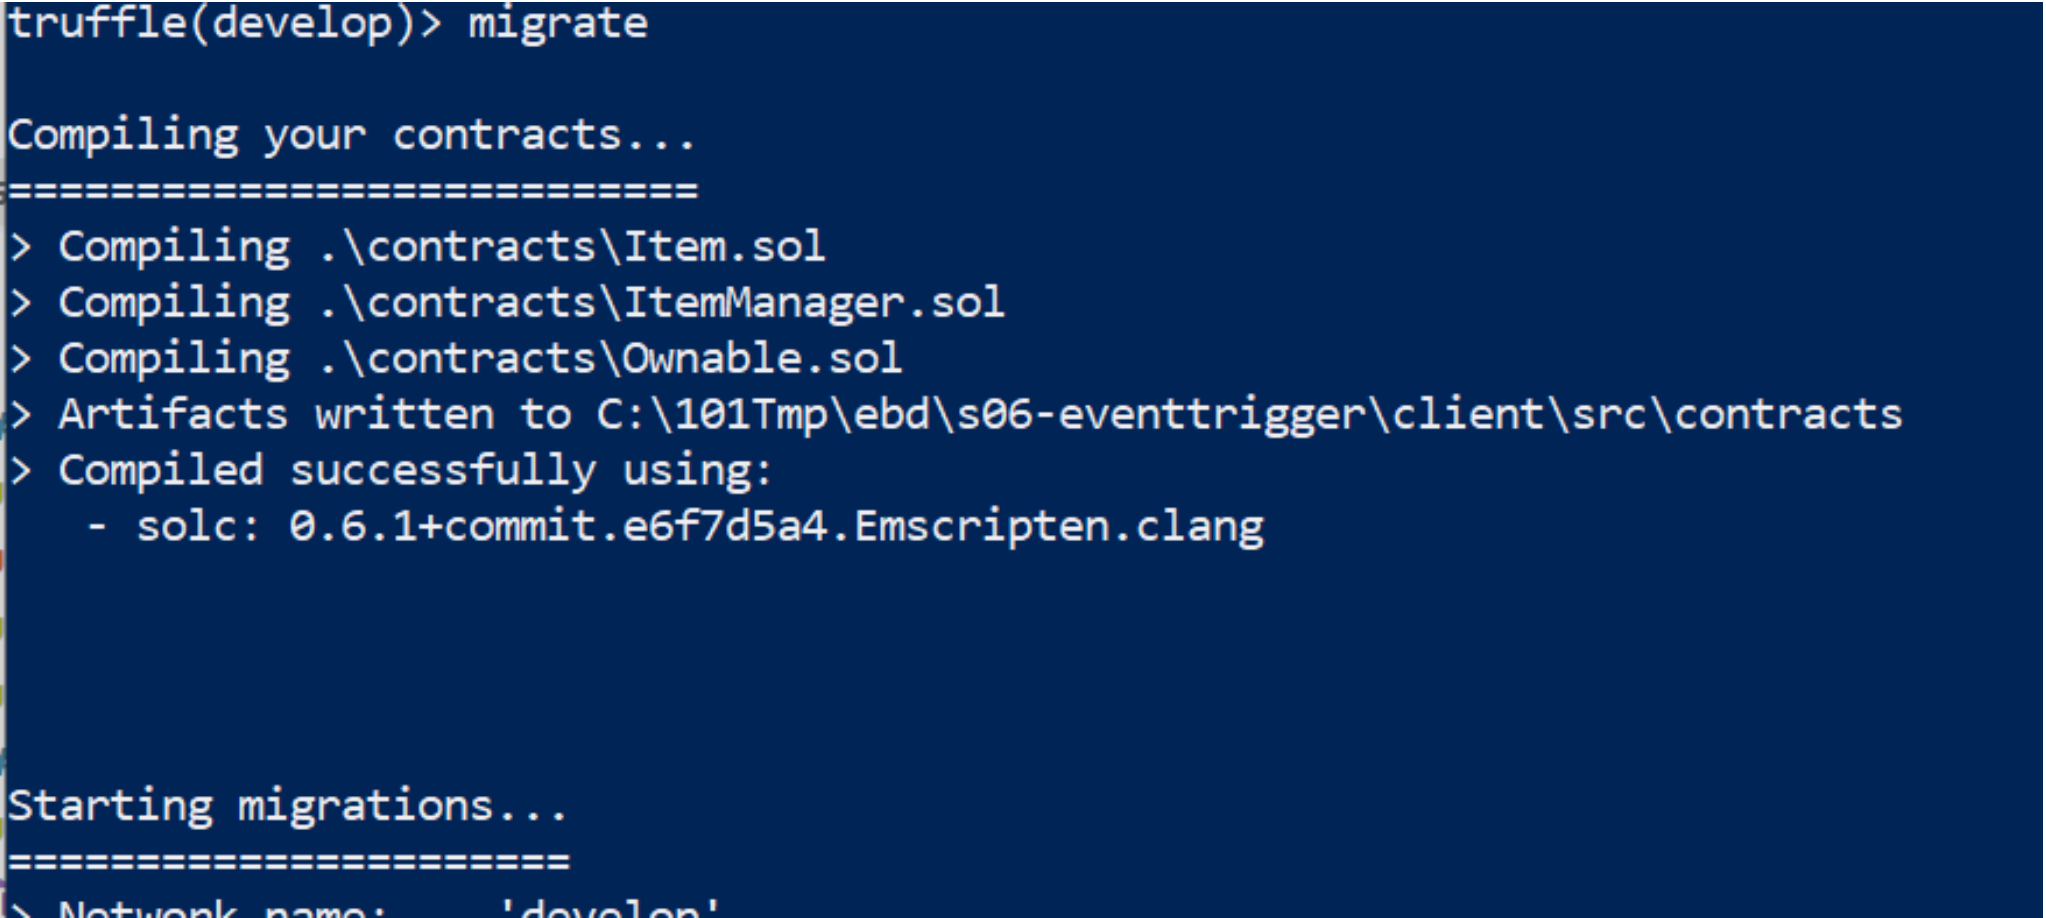 truffle(develop)> migrate
Compiling your contracts...
===========================
> Compiling .\contracts\Item.sol
> Compiling .\contracts\ItemManager.sol
> Compiling .\contracts\Ownable.sol
> Artifacts written to C:\101Tmp\ebd\s06-eventtrigger\client\src\contracts
> Compiled successfully using:
   - solc: 0.6.1+commit.e6f7d5a4.Emscripten.clang
Starting migrations...
======================
> Network name:    'develop'